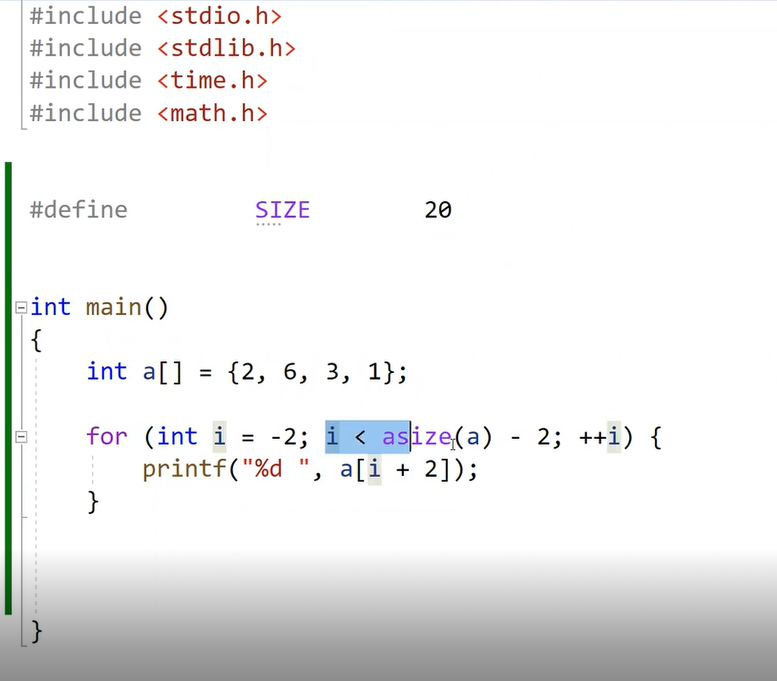 #include <stdio.h>
#include <stdlib.h>
#include <time.h>
#include <math.h>
#define SIZE 20
int main()
{
int a[] = {2, 6, 3, 1};
for (int i = -2; i < asize(a) - 2; ++i) {
printf("%d ", a[i + 2]);
}
}